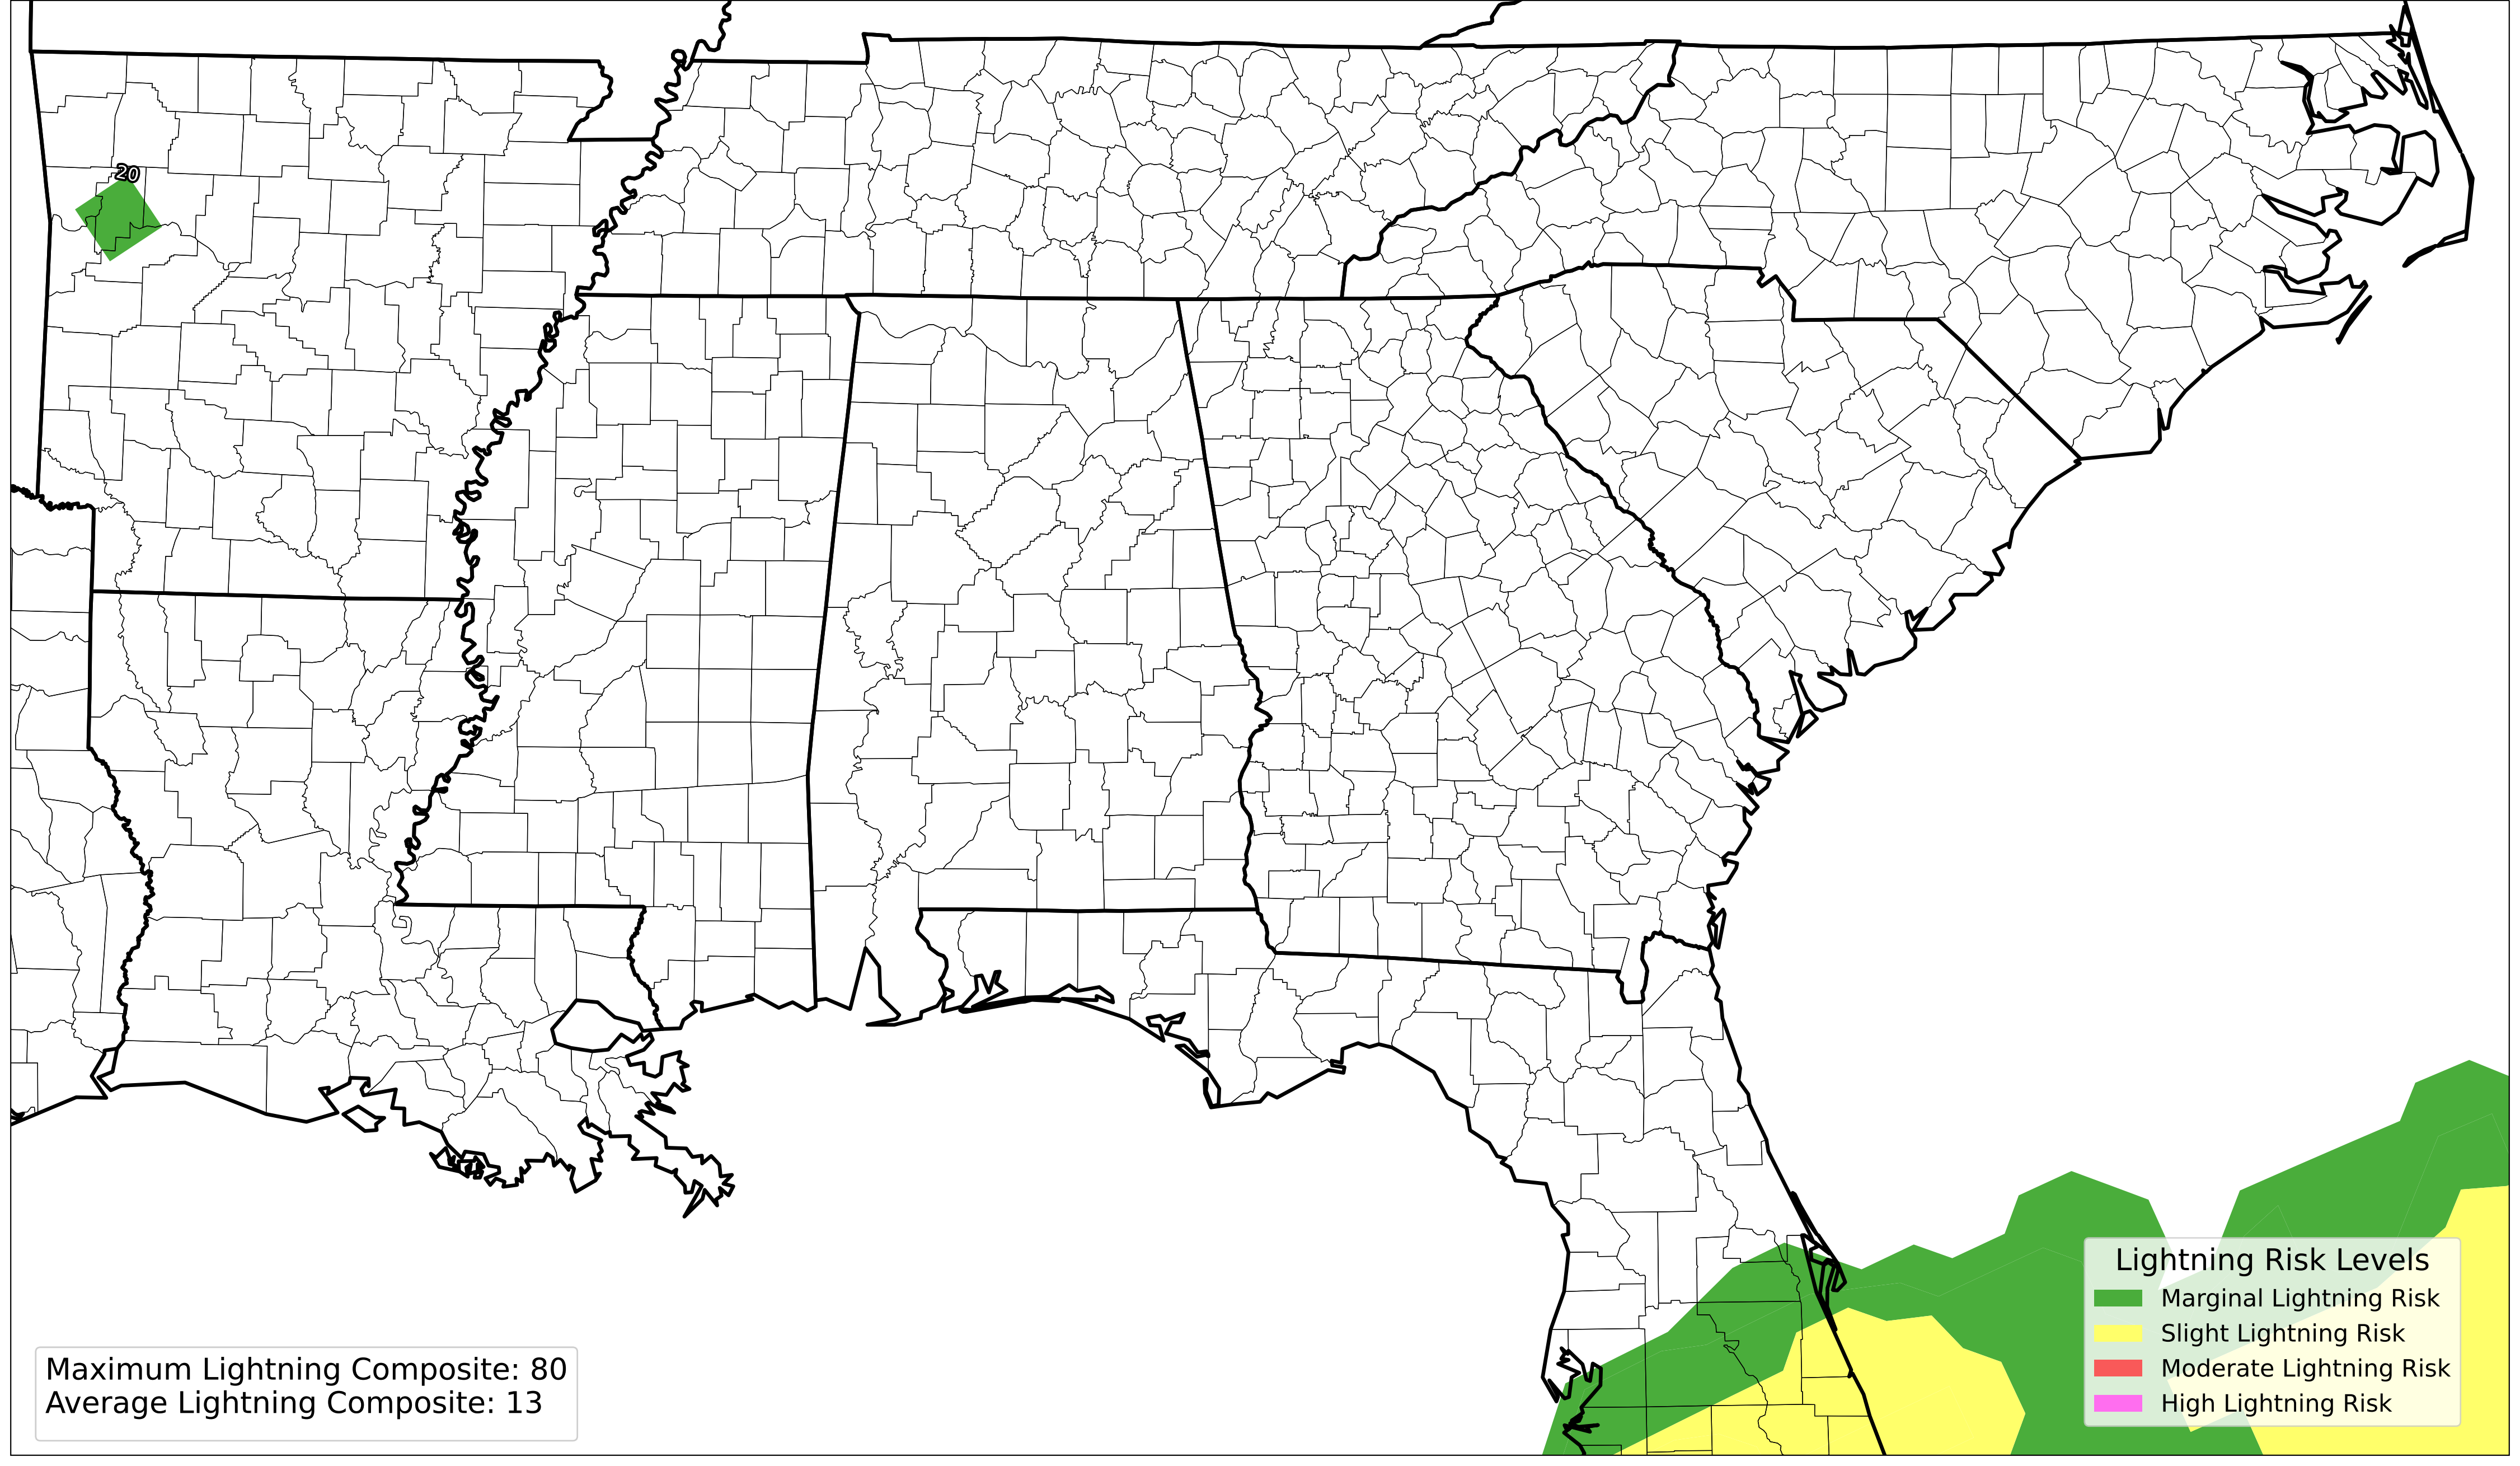 20
Lightning Risk Levels
Marginal Lightning Risk
Slight Lightning Risk
Moderate Lightning Risk
High Lightning Risk
Maximum Lightning Composite: 80
Average Lightning Composite: 13